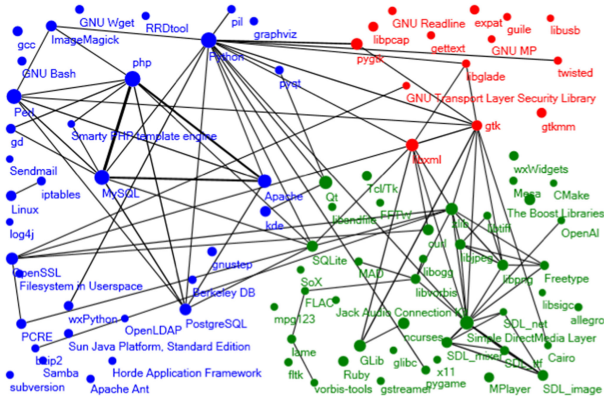 GNU Wget
pil
GNU Readline
expat
gcc
ImageMagick
RRDtool
graphviz
libpcap
guile
libusb
Python
gettext
GNU MP
pygtk
GNU Bash
php
pyqt
libglade
twisted
GNU Transport Layer Security Library
Perl
gd
Smarty PHP template engine
gtk
gtkmm
libxml
Sendmail
wxWidgets
iptables
MySQL
Apache
Qt
Tcl/Tk
Mesa
CMake
Linux
kde
libsndfile
FFTW
The Boost Libraries
log4j
zlib
libtiff
OpenAl
curl
gnustep
SQLite
libjpeg
OpenSSL
MAD
libogg
libpng
Freetype
Filesystem in Userspace
SoX
Berkeley DB
libvorbis
FLAC
libsigc
wxPython
mpg123
Jack Audio Connection
allegro
OpenLDAP
PostgreSQL
SDL_net
PCRE
Sun Java Platform, Standard Edition
ncurses
Simple DirectMedia Layer
lame
SDL_mixer
SDL_ttf
Cairo
bzip2
GLib
glibc
x11
Samba
Horde Application Framework
fltk
Ruby
pygame
subversion
Apache Ant
vorbis-tools
gstreamer
MPlayer
SDL_image